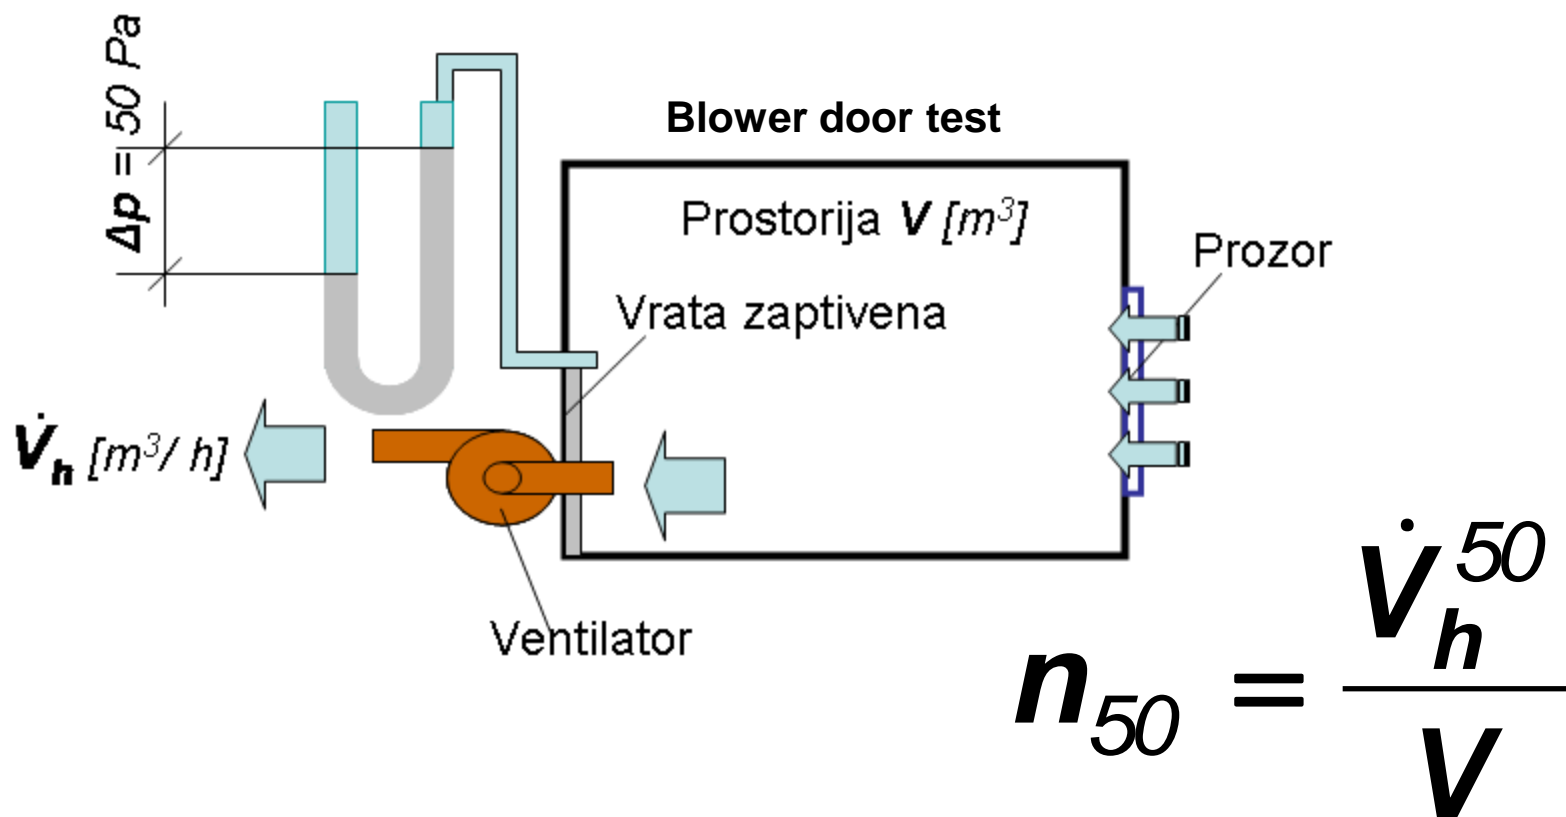 Δp = 50 Pa
Blower door test
Prostorija V [m³]
Prozor
Vrata zaptivena
V̇ₕ [m³/ h]
Ventilator
n₅₀ = V̇ₕ⁵⁰ / V